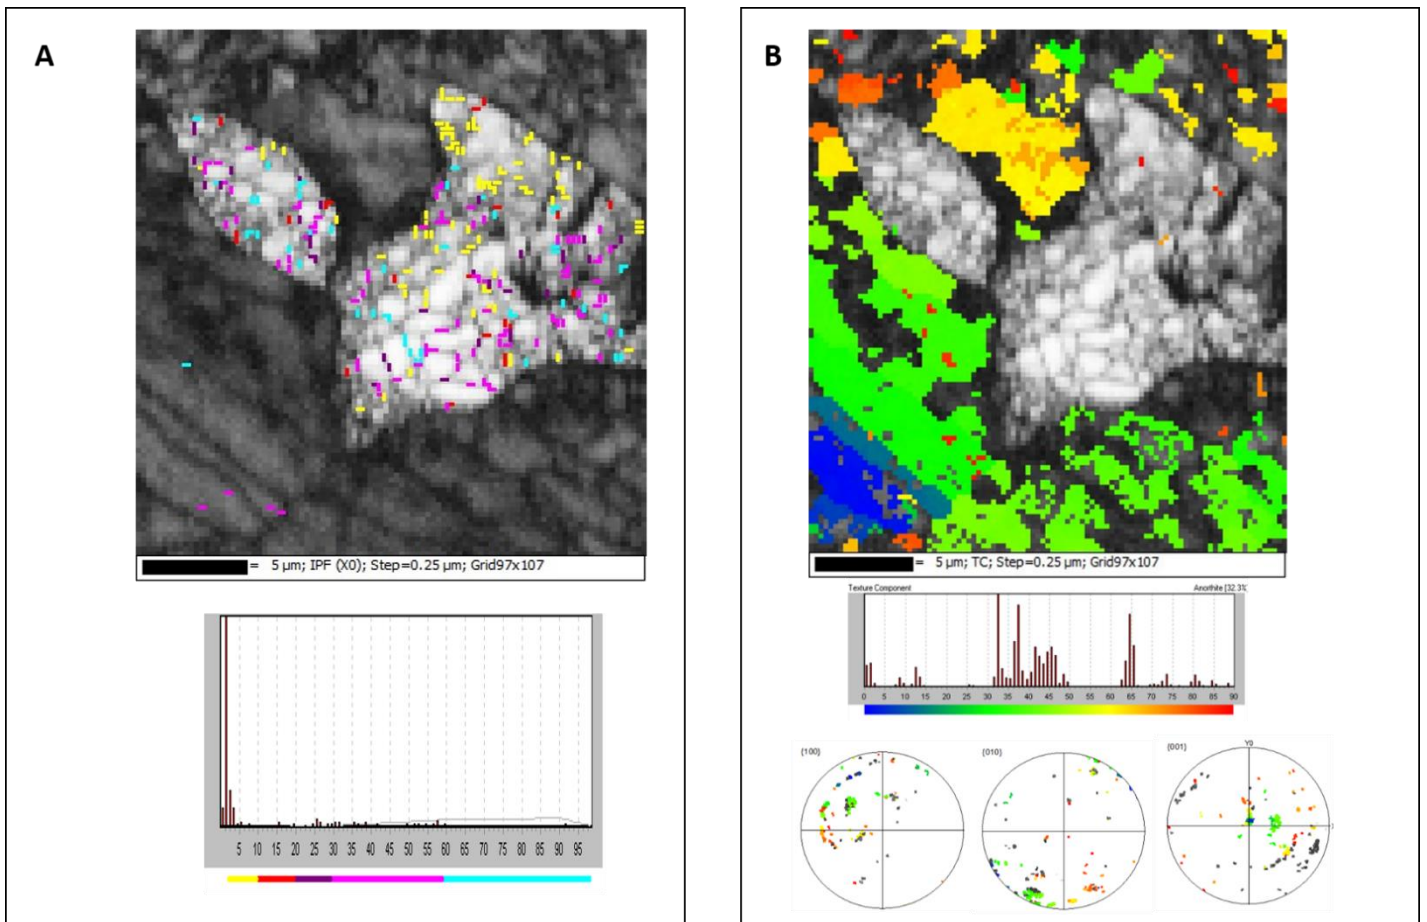 A
= 5 µm; IPF (X0); Step=0.25 µm; Grid97x107
5 10 15 20 25 30 35 40 45 50 55 60 65 70 75 80 85 90 95
B
= 5 µm; TC; Step=0.25 µm; Grid97x107
Texture Component Anorthite [32.3%
0 5 10 15 20 25 30 35 40 45 50 55 60 65 70 75 80 85 90
{100} {010} {001} Y0